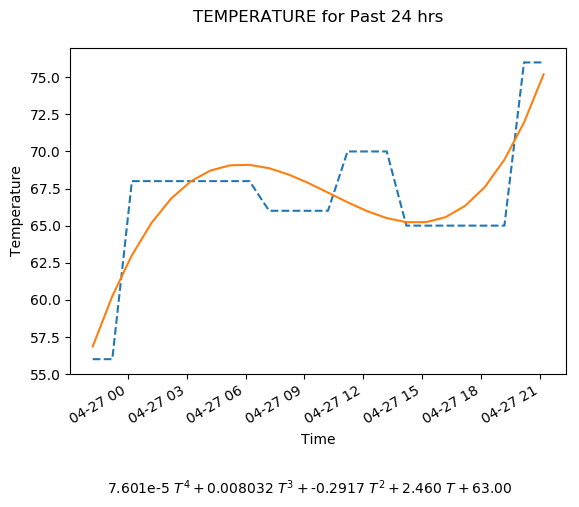 TEMPERATURE for Past 24 hrs
75.0
72.5
70.0
67.5
65.0
62.5
60.0
57.5
55.0
Temperature
04-27 00 04-27 03 04-27 06 04-27 09 04-27 12 04-27 15 04-27 18 04-27 21
Time
7.601e-5 T⁴ + 0.008032 T³ + -0.2917 T² + 2.460 T + 63.00